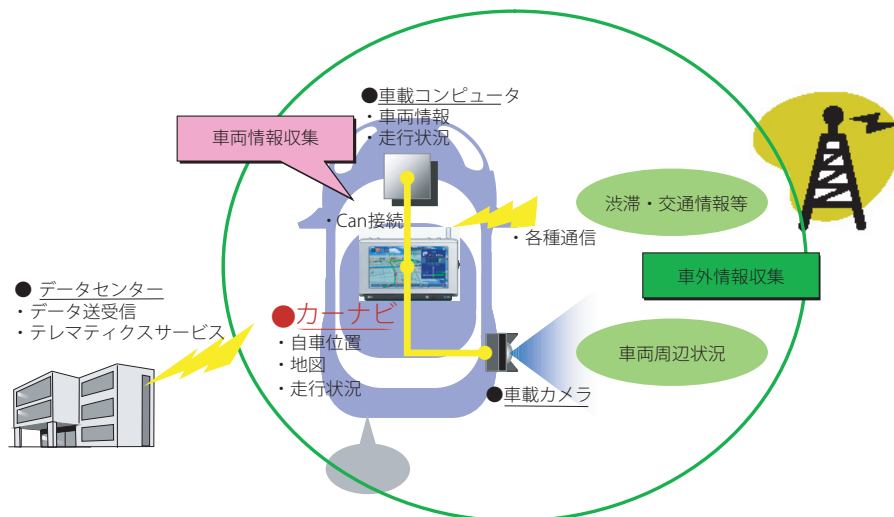 ●車載コンピュータ
・車両情報
・走行状況
車両情報収集
・Can接続
・各種通信
渋滞・交通情報等
車外情報収集
● データセンター
・データ送受信
・テレマティクスサービス
●カーナビ
・自車位置
・地図
・走行状況
車両周辺状況
●車載カメラ